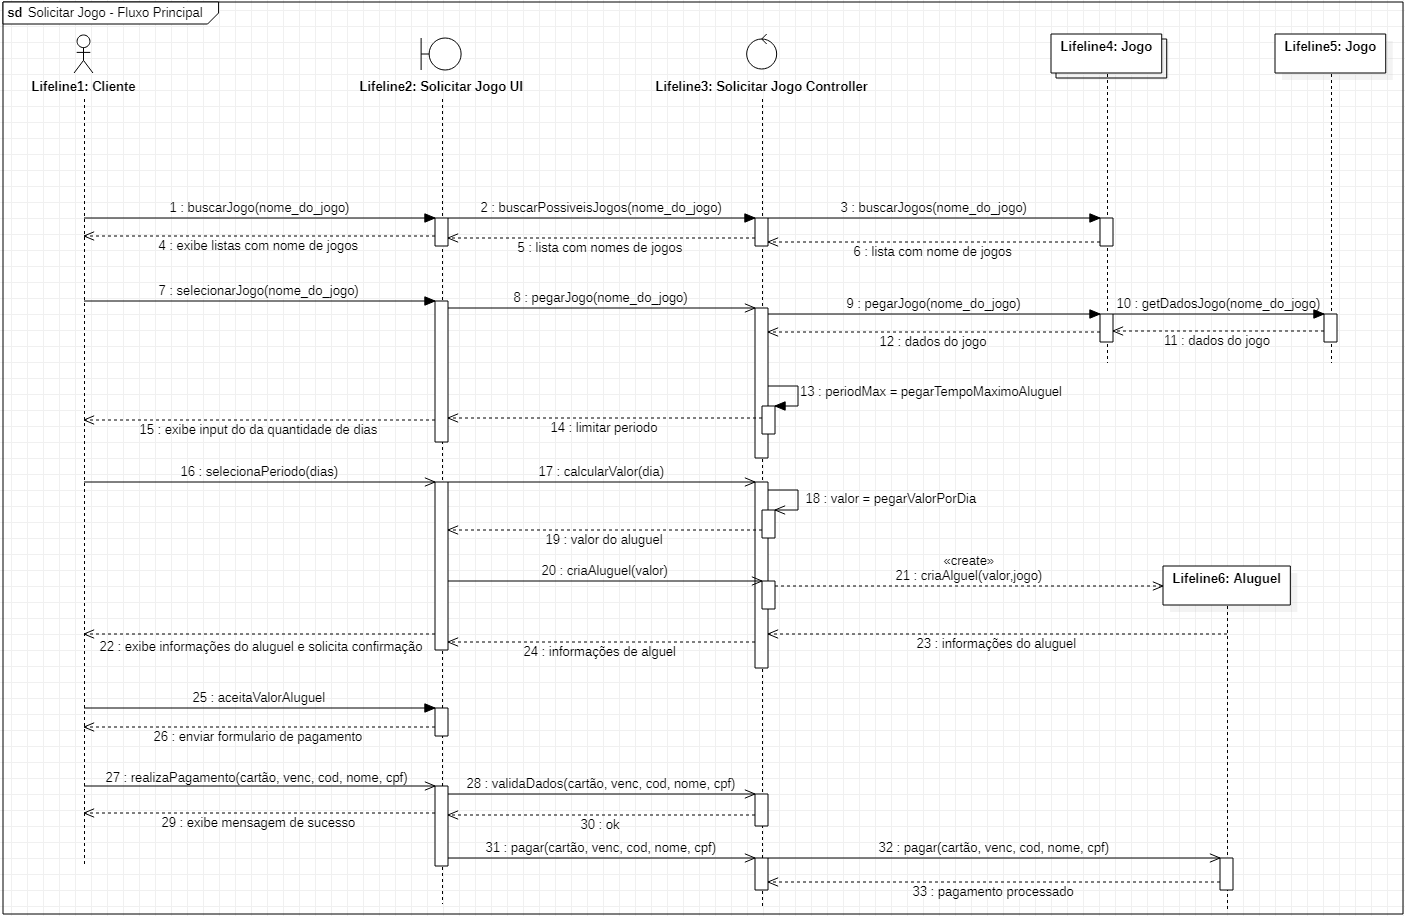 sd Solicitar Jogo - Fluxo Principal
Lifeline1: Cliente
Lifeline2: Solicitar Jogo UI
Lifeline3: Solicitar Jogo Controller
Lifeline4: Jogo
Lifeline5: Jogo
1 : buscarJogo(nome_do_jogo)
2 : buscarPossiveisJogos(nome_do_jogo)
3 : buscarJogos(nome_do_jogo)
4 : exibe listas com nome de jogos
5 : lista com nomes de jogos
6 : lista com nome de jogos
7 : selecionarJogo(nome_do_jogo)
8 : pegarJogo(nome_do_jogo)
9 : pegarJogo(nome_do_jogo)
10 : getDadosJogo(nome_do_jogo)
12 : dados do jogo
11 : dados do jogo
13 : periodMax = pegarTempoMaximoAluguel
15 : exibe input do da quantidade de dias
14 : limitar periodo
16 : selecionaPeriodo(dias)
17 : calcularValor(dia)
18 : valor = pegarValorPorDia
19 : valor do aluguel
20 : criaAluguel(valor)
«create»
21 : criaAlguel(valor,jogo)
Lifeline6: Aluguel
22 : exibe informações do aluguel e solicita confirmação
24 : informações de alguel
23 : informações do aluguel
25 : aceitaValorAluguel
26 : enviar formulario de pagamento
27 : realizaPagamento(cartão, venc, cod, nome, cpf)
28 : validaDados(cartão, venc, cod, nome, cpf)
29 : exibe mensagem de sucesso
30 : ok
31 : pagar(cartão, venc, cod, nome, cpf)
32 : pagar(cartão, venc, cod, nome, cpf)
33 : pagamento processado